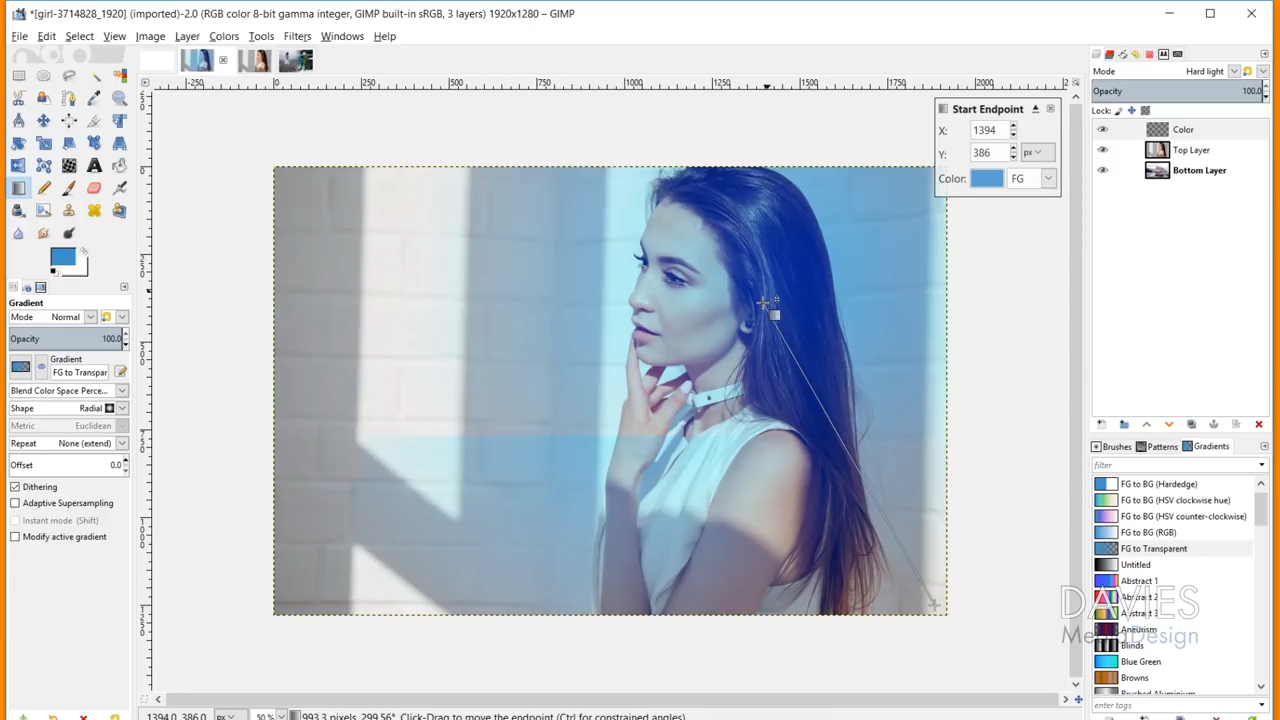 *[girl-3714828_1920] (imported)-2.0 (RGB color 8-bit gamma integer, GIMP built-in sRGB, 3 layers) 1920x1280 – GIMP
File Edit Select View Image Layer Colors Tools Filters Windows Help
-250 0 250 500 750 1000 1250 1500 1750 2000
Mode Hard light
Opacity 100.0
Lock:
Color
Top Layer
Bottom Layer
Start Endpoint
X: 1394
Y: 386 px
Color: FG
Gradient
Mode Normal
Opacity 100.0
Gradient
FG to Transpar
Blend Color Space Perce...
Shape Radial
Metric Euclidean
Repeat None (extend)
Offset 0.0
Dithering
Adaptive Supersampling
Instant mode (Shift)
Modify active gradient
Brushes Patterns Gradients
filter
FG to BG (Hardedge)
FG to BG (HSV clockwise hue)
FG to BG (HSV counter-clockwise)
FG to BG (RGB)
FG to Transparent
Untitled
Abstract 1
Abstract 2
Abstract 3
Aneurism
Blinds
Blue Green
Browns
Brushed Aluminium
enter tags
DAVIES
Media Design
1394.0, 386.0 px 50 % 993.3 pixels, 299.56°, Click-Drag to move the endpoint (Ctrl for constrained angles)